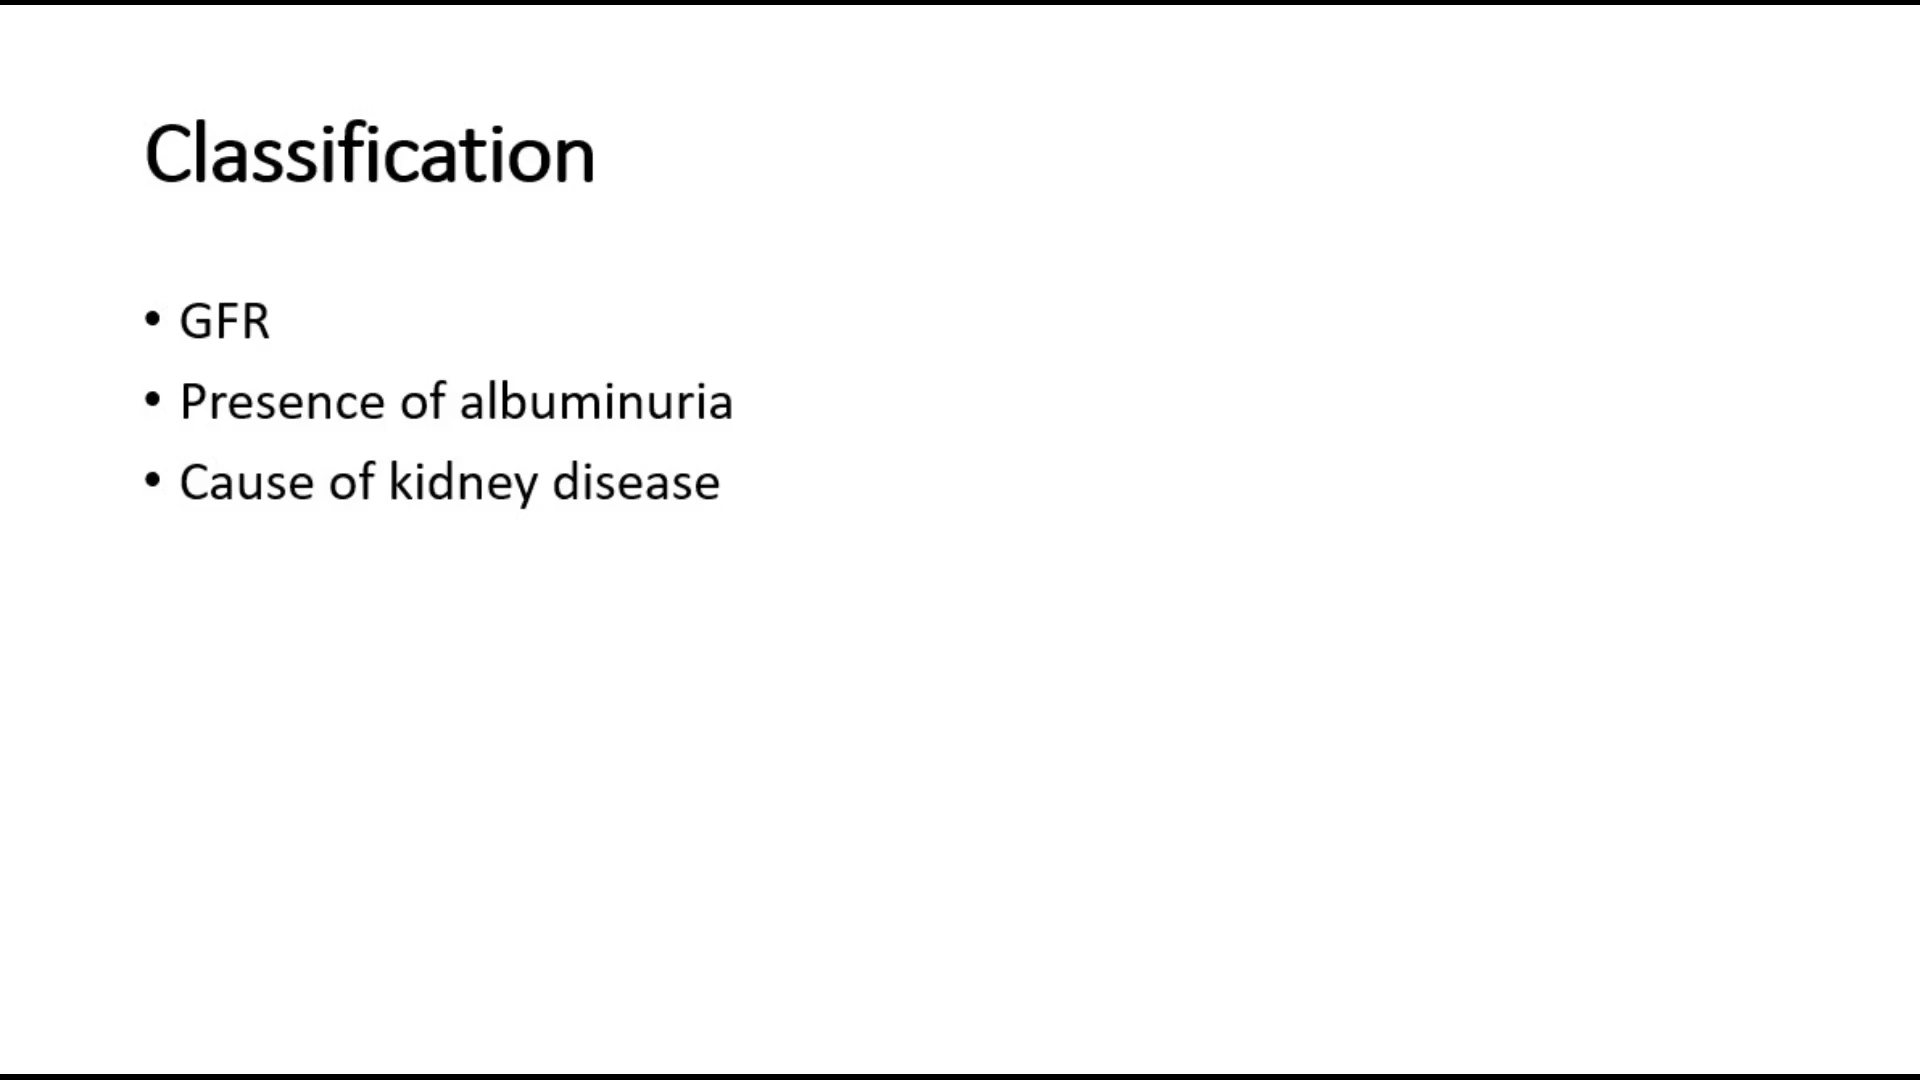 Classification
• GFR
• Presence of albuminuria
• Cause of kidney disease